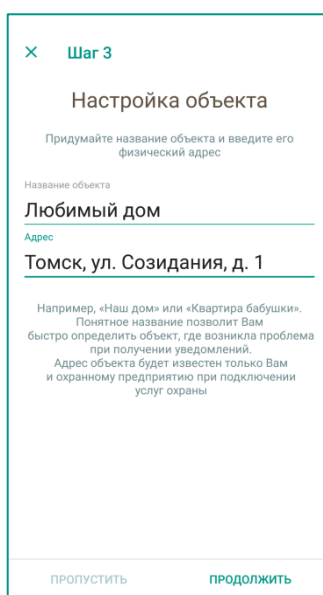 × Шаг 3
Настройка объекта
Придумайте название объекта и введите его
физический адрес
Название объекта
Любимый дом
Адрес
Томск, ул. Созидания, д. 1
Например, «Наш дом» или «Квартира бабушки».
Понятное название позволит Вам
быстро определить объект, где возникла проблема
при получении уведомлений.
Адрес объекта будет известен только Вам
и охранному предприятию при подключении
услуг охраны
ПРОПУСТИТЬ ПРОДОЛЖИТЬ